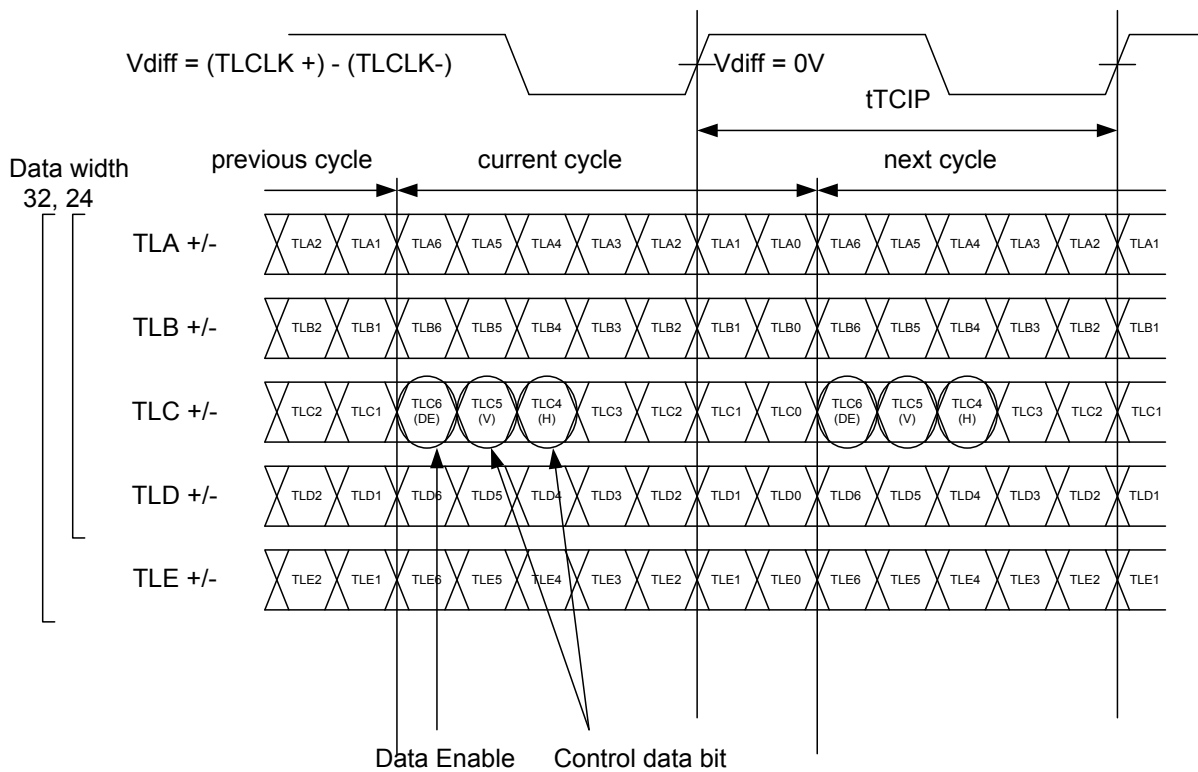 Vdiff = (TLCLK +) - (TLCLK-)
Vdiff = 0V
tTCIP
previous cycle
current cycle
next cycle
Data width
32, 24
TLA +/-
TLA2 TLA1 TLA6 TLA5 TLA4 TLA3 TLA2 TLA1 TLA0 TLA6 TLA5 TLA4 TLA3 TLA2 TLA1
TLB +/-
TLB2 TLB1 TLB6 TLB5 TLB4 TLB3 TLB2 TLB1 TLB0 TLB6 TLB5 TLB4 TLB3 TLB2 TLB1
TLC +/-
TLC2 TLC1 TLC6 TLC5 TLC4 TLC3 TLC2 TLC1 TLC0 TLC6 TLC5 TLC4 TLC3 TLC2 TLC1
(DE) (V) (H) (DE) (V) (H)
TLD +/-
TLD2 TLD1 TLD6 TLD5 TLD4 TLD3 TLD2 TLD1 TLD0 TLD6 TLD5 TLD4 TLD3 TLD2 TLD1
TLE +/-
TLE2 TLE1 TLE6 TLE5 TLE4 TLE3 TLE2 TLE1 TLE0 TLE6 TLE5 TLE4 TLE3 TLE2 TLE1
Data Enable
Control data bit